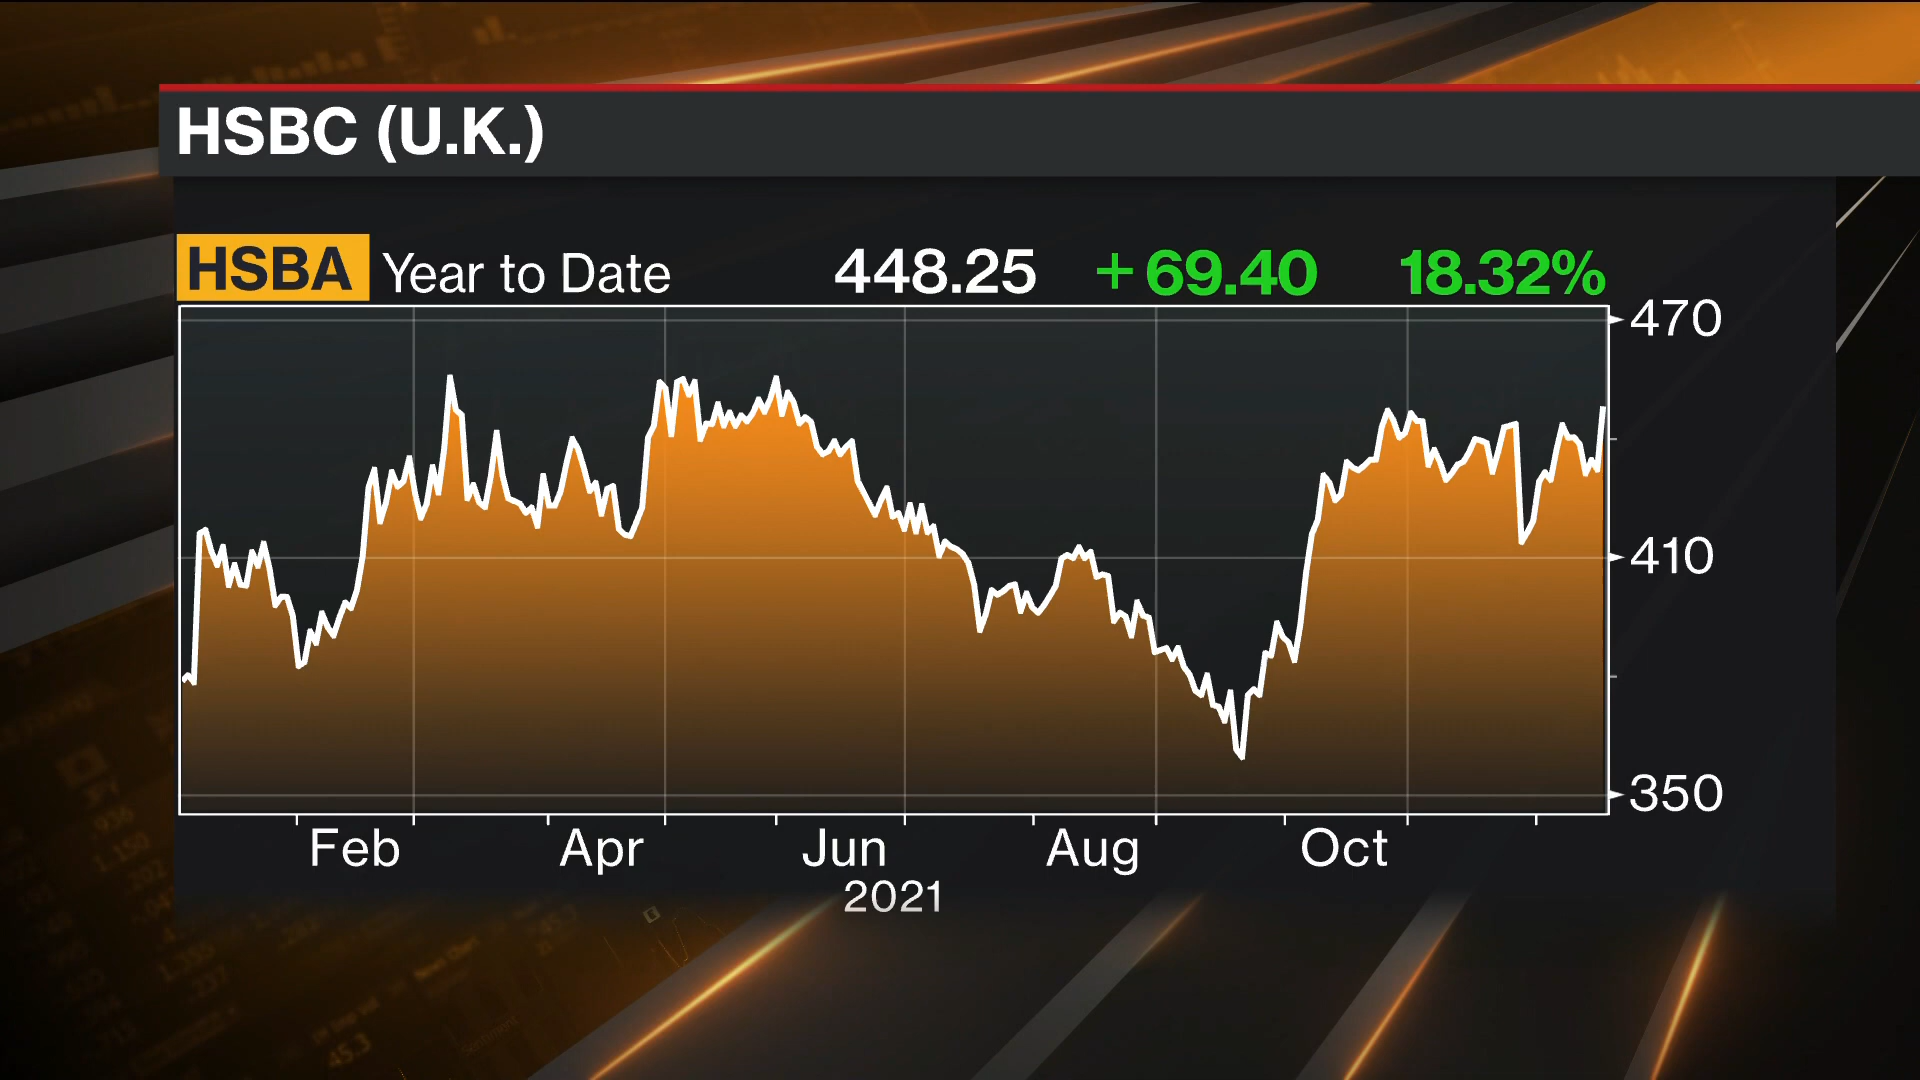 HSBC (U.K.)
HSBA Year to Date 448.25 +69.40 18.32%
470
410
350
Feb Apr Jun Aug Oct
2021